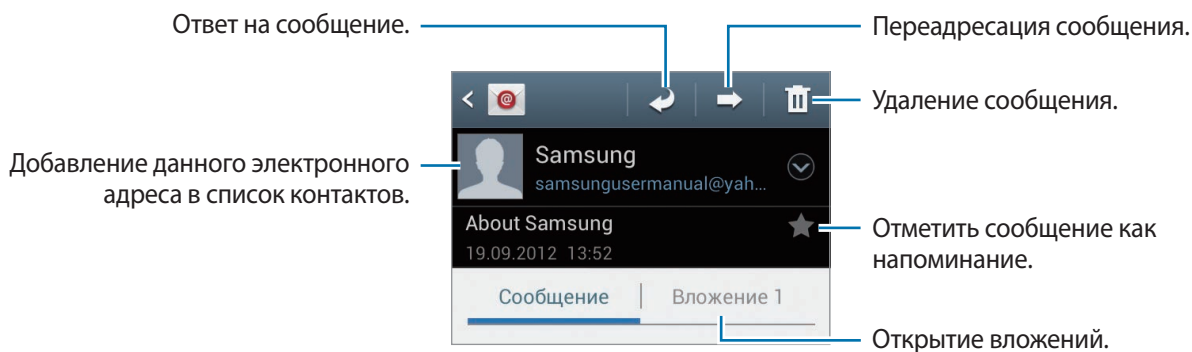 Ответ на сообщение.
Переадресация сообщения.
Удаление сообщения.
Добавление данного электронного
адреса в список контактов.
Samsung
samsungusermanual@yah...
About Samsung
19.09.2012 13:52
Отметить сообщение как
напоминание.
Сообщение
Вложение 1
Открытие вложений.